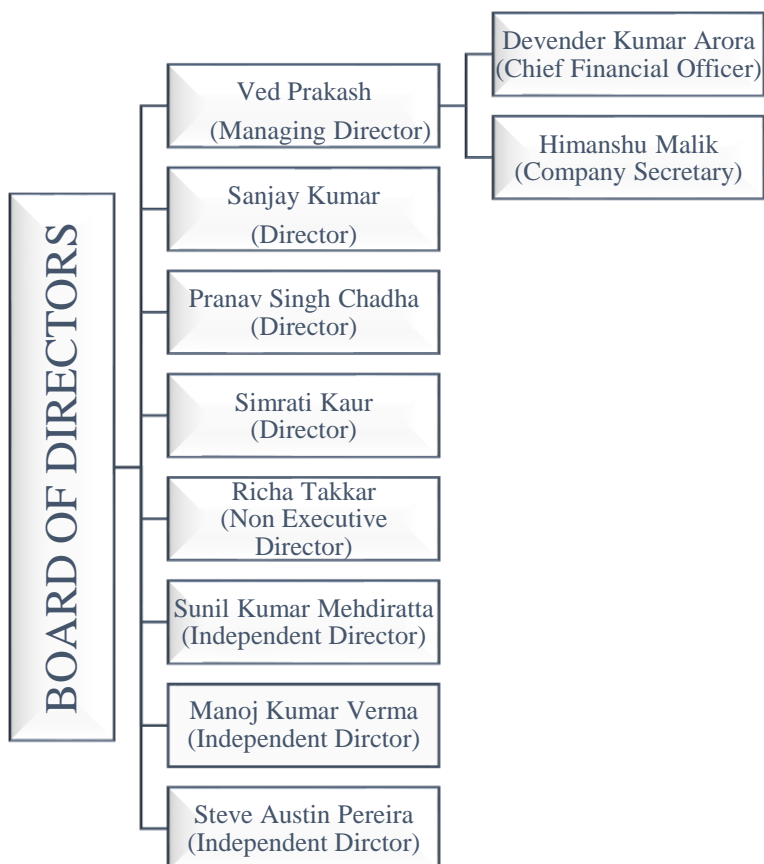 BOARD OF DIRECTORS
Ved Prakash
(Managing Director)
Devender Kumar Arora
(Chief Financial Officer)
Himanshu Malik
(Company Secretary)
Sanjay Kumar
(Director)
Pranav Singh Chadha
(Director)
Simrati Kaur
(Director)
Richa Takkar
(Non Executive
Director)
Sunil Kumar Mehdiratta
(Independent Director)
Manoj Kumar Verma
(Independent Dirctor)
Steve Austin Pereira
(Independent Dirctor)